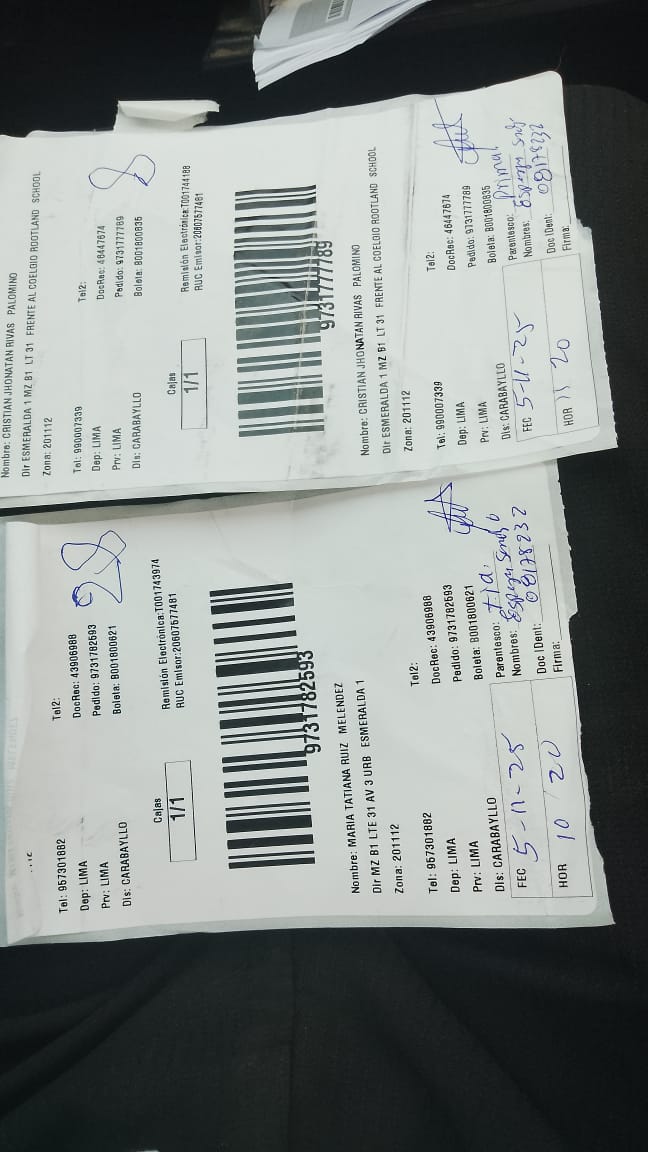 Nombre: CRISTIAN JHONATAN RIVAS PALOMINO
Dir ESMERALDA 1 MZ B1 LT 31 FRENTE AL COELGIO ROOTLAND SCHOOL
Zona: 201112
Tel: 990007339 Tel2:
Dep: LIMA DocRec: 46447674
Prv: LIMA Pedido: 9731777789
Dis: CARABAYLLO Boleta: B001800835
8
Cajas
1/1
Remisión Electrónica:T001744188
RUC Emisor:20607577481
9731777789
Nombre: CRISTIAN JHONATAN RIVAS PALOMINO
Dir ESMERALDA 1 MZ B1 LT 31 FRENTE AL COELGIO ROOTLAND SCHOOL
Zona: 201112
Tel: 990007339 Tel2:
Dep: LIMA DocRec: 46447674
Prv: LIMA Pedido: 9731777789
Dis: CARABAYLLO Boleta: B001800835
FEC 5-11-25 Parentesco: Prima
Nombres: Esperanza
08178232
HOR 11 20 Doc IDent:
Firma:
Tel: 957301882 Tel2:
Dep: LIMA DocRec: 43906988
Prv: LIMA Pedido: 9731782593
Dis: CARABAYLLO Boleta: B001800621
28
Cajas
1/1
Remisión Electrónica:T001743974
RUC Emisor:20607577481
9731782593
Nombre: MARIA TATIANA RUIZ MELENDEZ
Dir MZ B1 LTE 31 AV 3 URB ESMERALDA 1
Zona: 201112
Tel: 957301882 Tel2:
Dep: LIMA DocRec: 43906988
Prv: LIMA Pedido: 9731782593
Dis: CARABAYLLO Boleta: B001800621
FEC 5-11-25 Parentesco: tia.
Nombres: Esperanza
08178232
HOR 10 20 Doc IDent:
Firma: